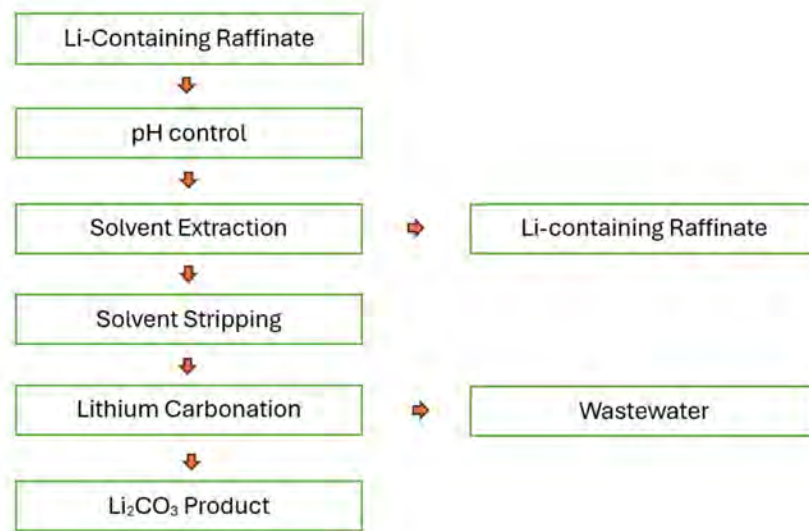 Li-Containing Raffinate
pH control
Solvent Extraction
Li-containing Raffinate
Solvent Stripping
Lithium Carbonation
Wastewater
Li₂CO₃ Product